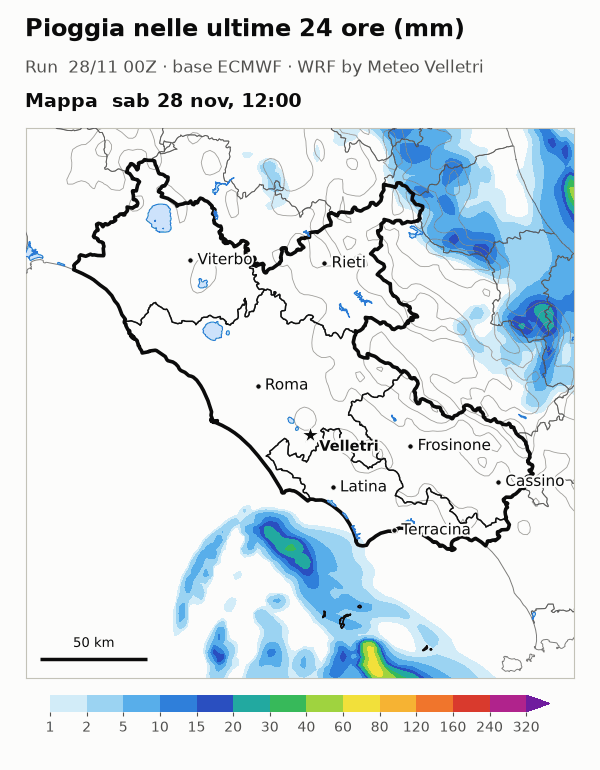 Pioggia nelle ultime 24 ore (mm)
Run  28/11 00Z · base ECMWF · WRF by Meteo Velletri
Mappa  sab 28 nov, 12:00
Viterbo
Rieti
Roma
Velletri
Frosinone
Latina
Cassino
Terracina
50 km
1 2 5 10 15 20 30 40 60 80 120 160 240 320